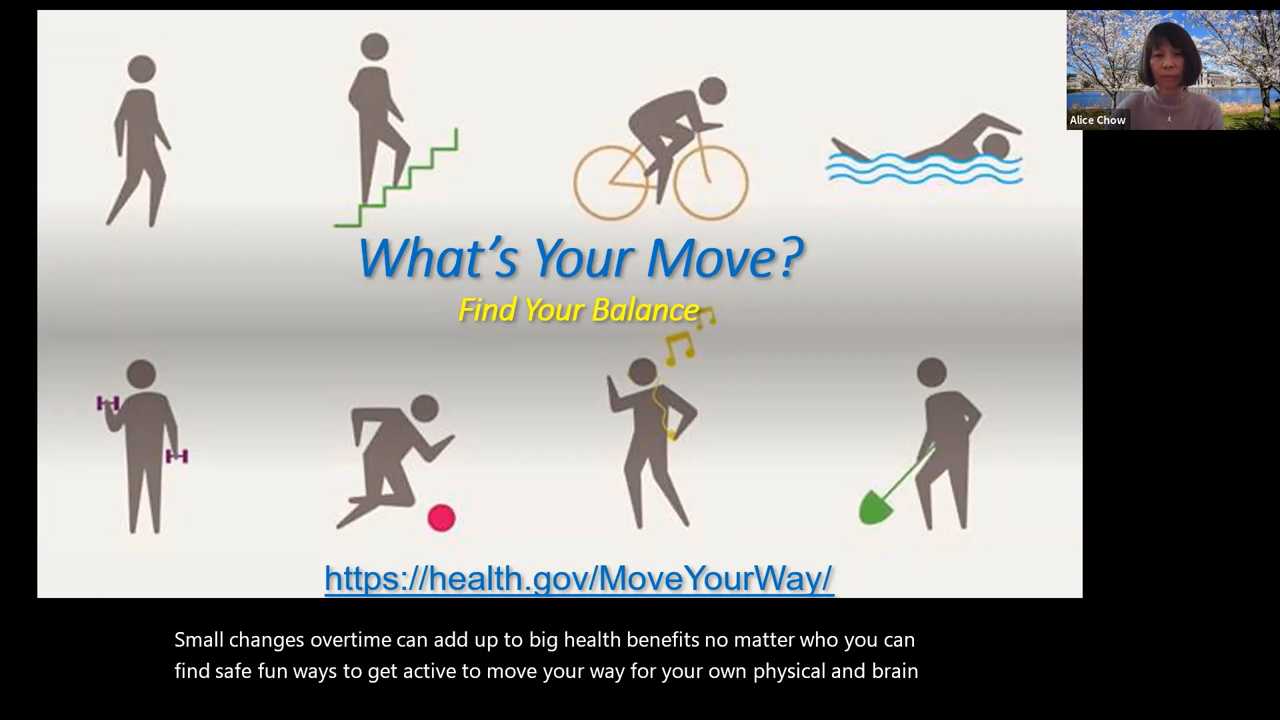 Alice Chow
What's Your Move?
Find Your Balance
https://health.gov/MoveYourWay/
Small changes overtime can add up to big health benefits no matter who you can
find safe fun ways to get active to move your way for your own physical and brain